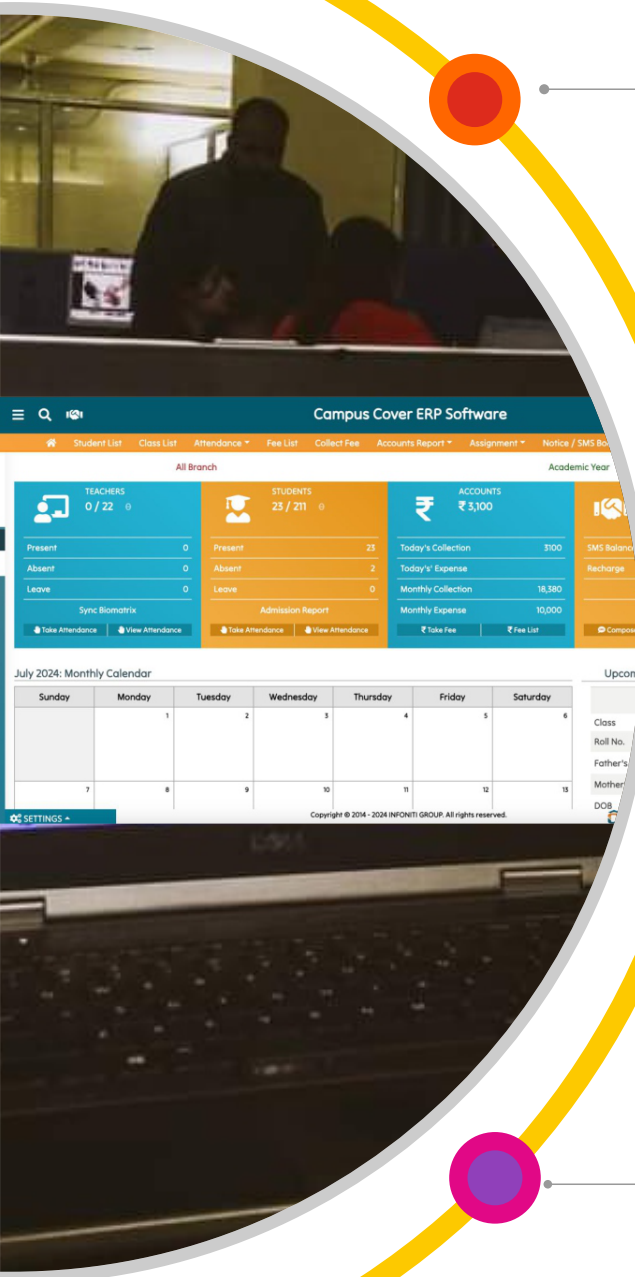 Campus Cover ERP Software
Student List Class List Attendance Fee List Collect Fee Accounts Report Assignment Notice / SMS
All Branch Academic Year
TEACHERS
0 / 22
Present 0
Absent 0
Leave 0
Sync Biomatrix
Take Attendance View Attendance
STUDENTS
23 / 211
Present 23
Absent 2
Leave 0
Admission Report
Take Attendance View Attendance
ACCOUNTS
₹ 3,100
Today's Collection 3100
Today's' Expense
Monthly Collection 18,380
Monthly Expense 10,000
₹ Take Fee ₹ Fee List
SMS Balance
Recharge
July 2024: Monthly Calendar
Sunday Monday Tuesday Wednesday Thursday Friday Saturday
1 2 3 4 5 6
7 8 9 10 11 12 13
Class
Roll No.
Father's
DOB
SETTINGS
Copyright © 2014 - 2024 INFONITI GROUP. All rights reserved.